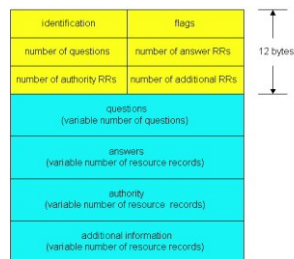 identification flags
number of questions number of answer RRs 12 bytes
number of authority RRs number of additional RRs
questions
(variable number of questions)
answers
(variable number of resource records)
authority
(variable number of resource records)
additional information
(variable number of resource records)